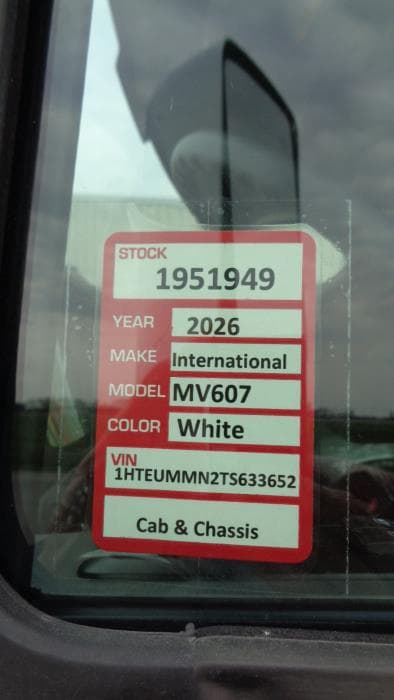 STOCK
1951949
YEAR 2026
MAKE International
MODEL MV607
COLOR White
VIN
1HTEUMMN2TS633652
Cab & Chassis